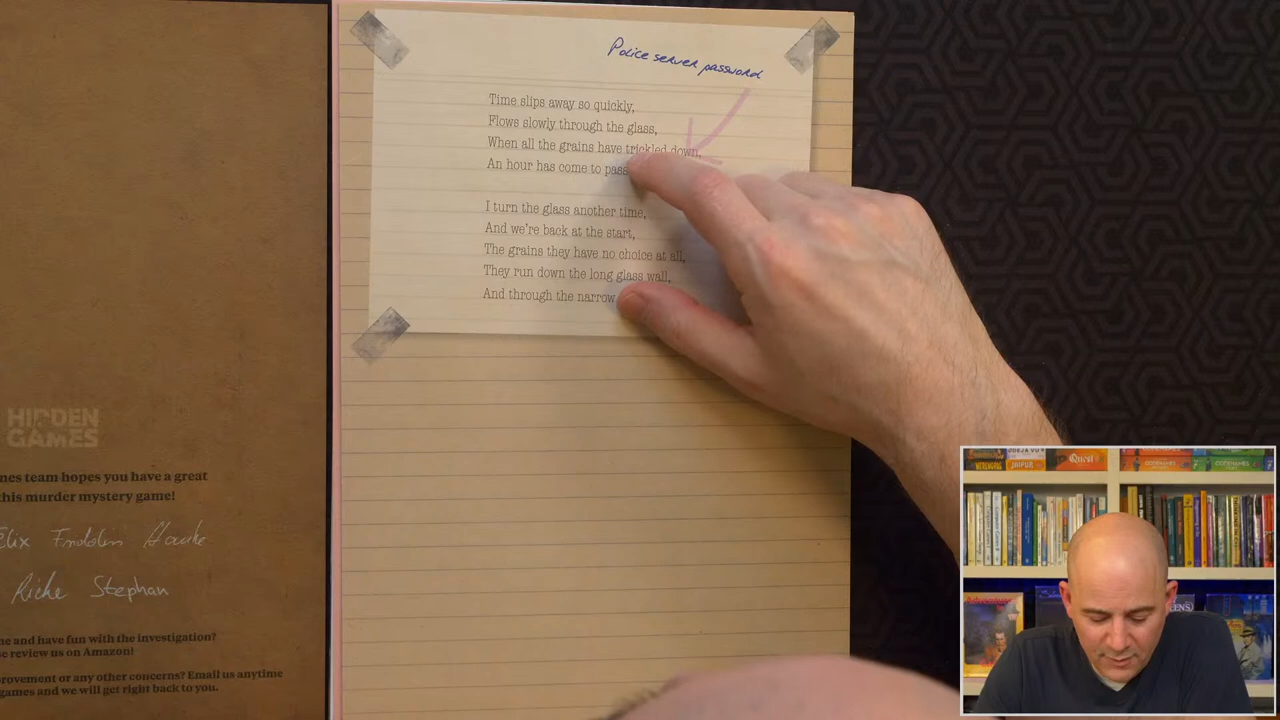 Police server password
Time slips away so quickly,
Flows slowly through the glass,
When all the grains have trickled down,
An hour has come to pass
I turn the glass another time,
And we're back at the start,
The grains they have no choice at all,
They run down the long glass wall,
And through the narrow
HIDDEN
GAMES
nes team hopes you have a great
this murder mystery game!
Rieke Stephan
ne and have fun with the investigation?
se review us on Amazon!
provement or any other concerns? Email us anytime
games and we will get right back to you.